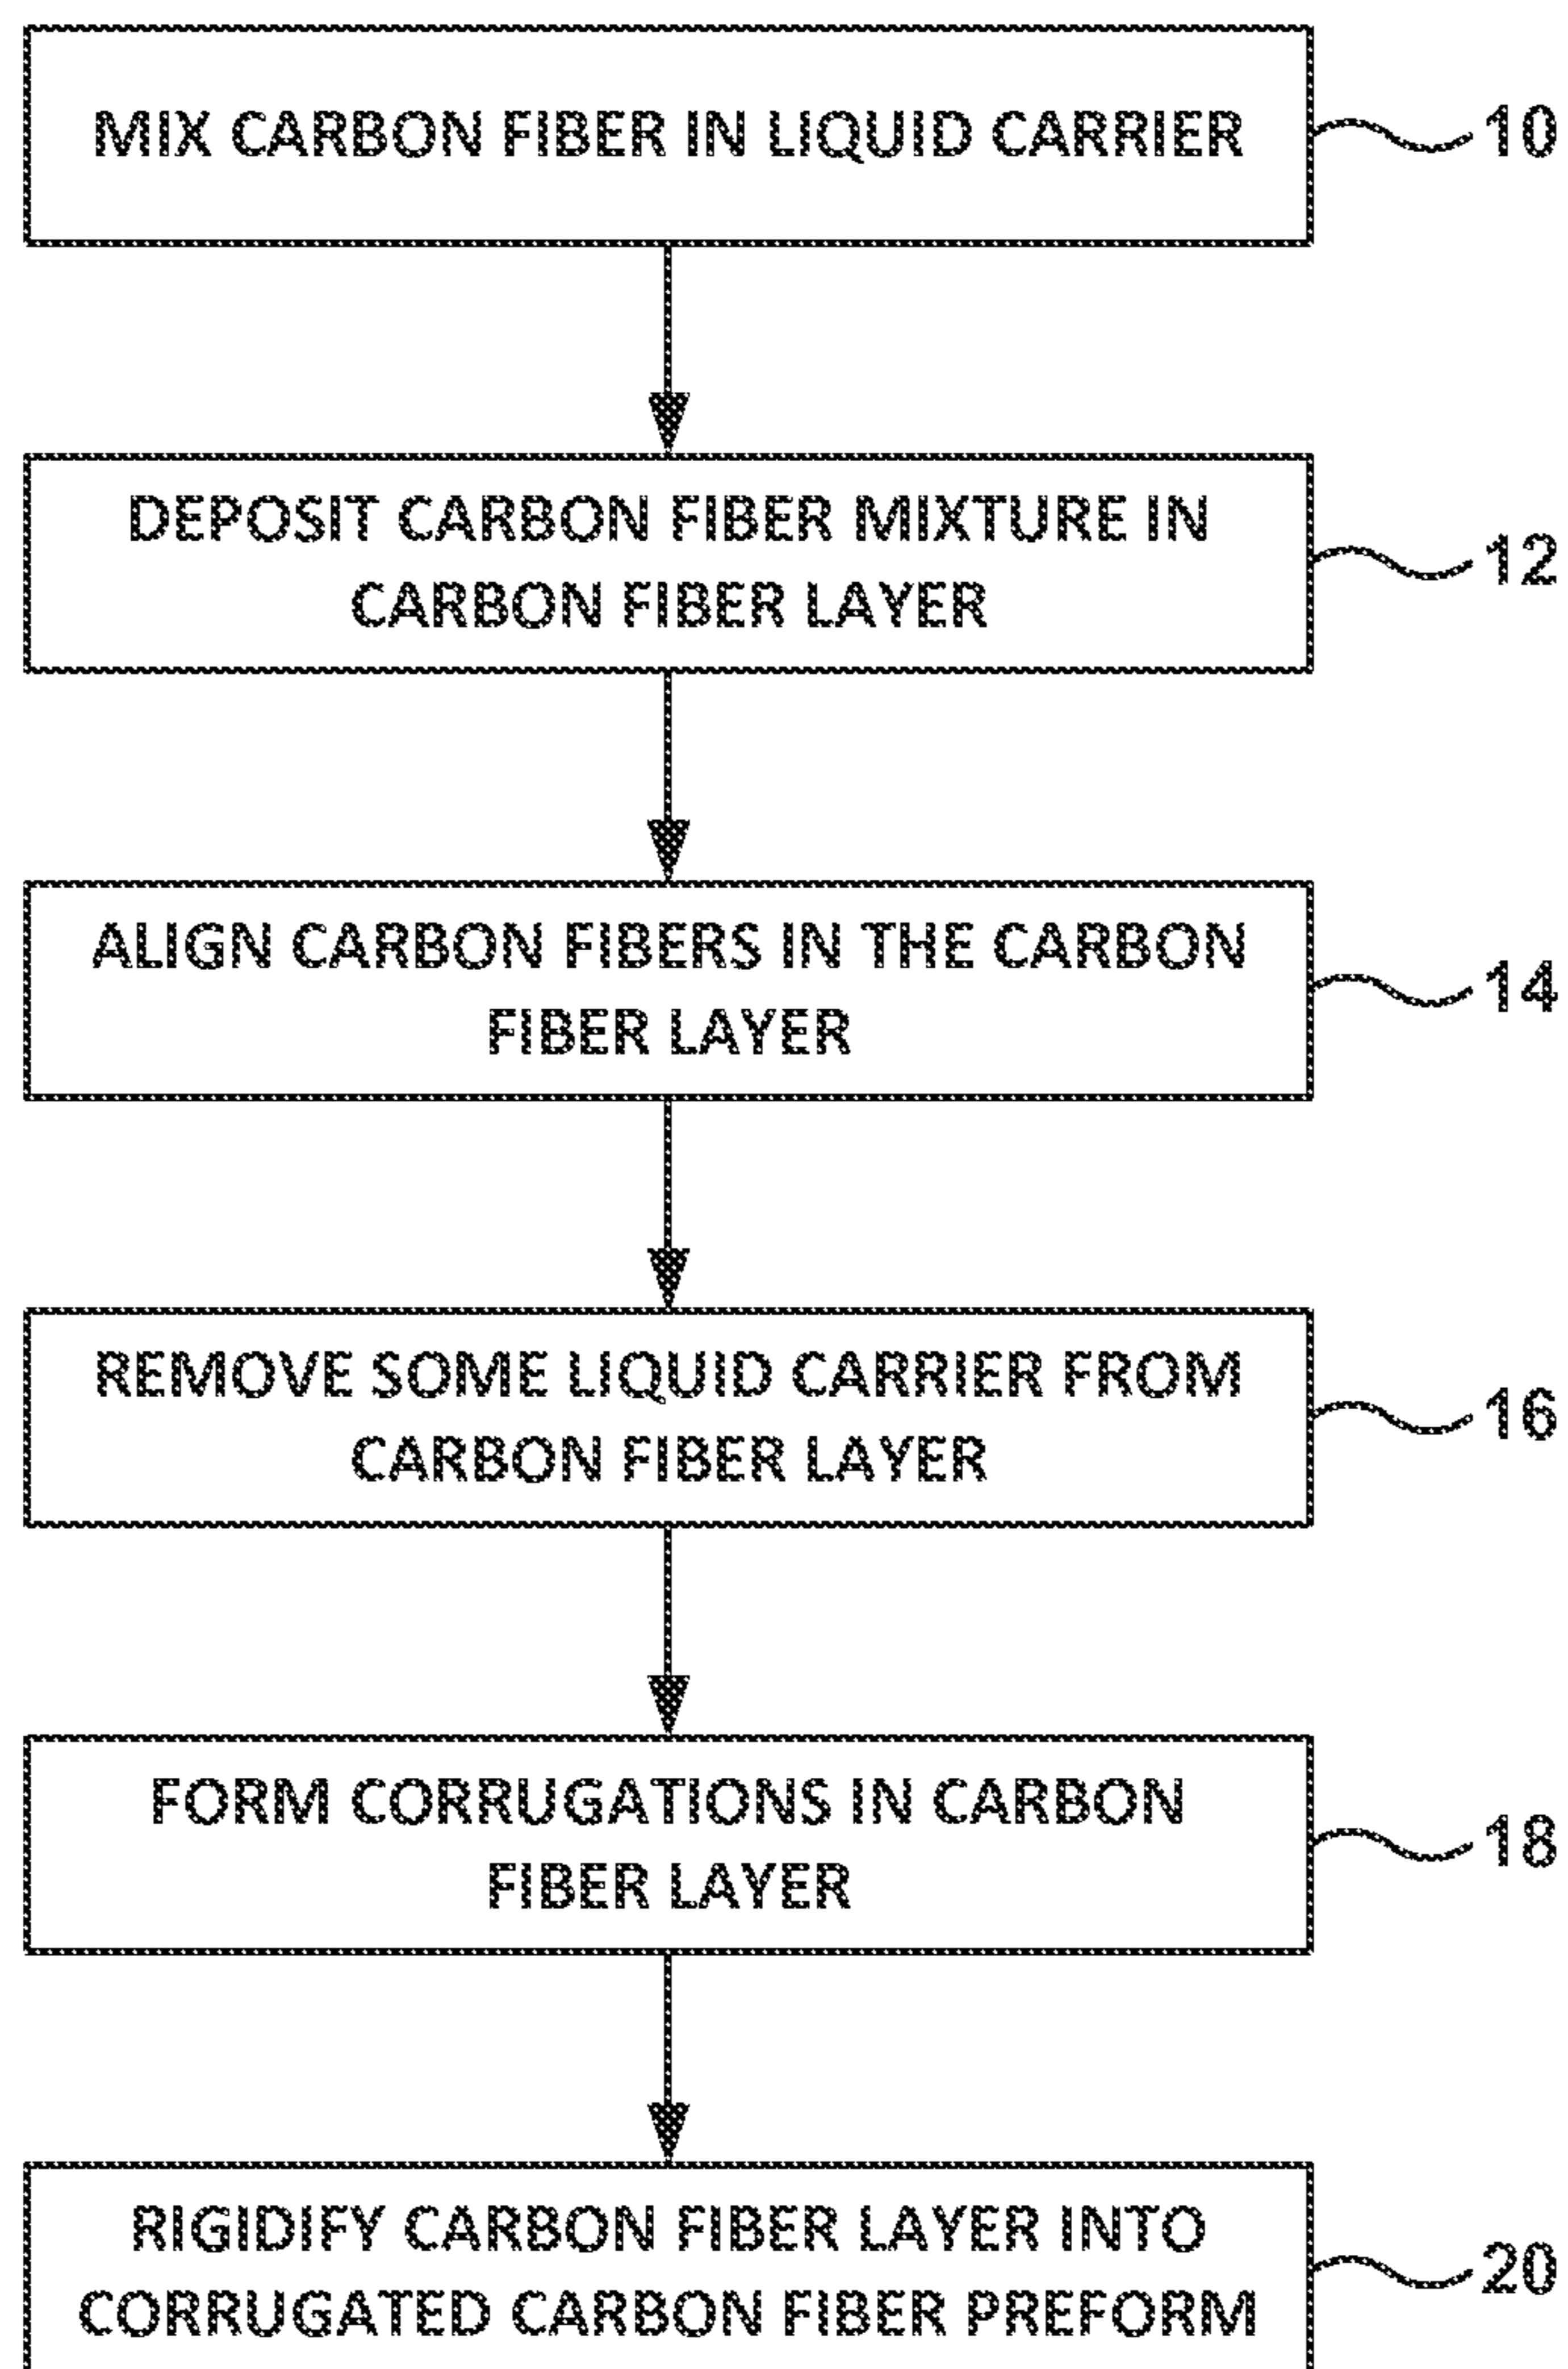 MIX CARBON FIBER IN LIQUID CARRIER
10
DEPOSIT CARBON FIBER MIXTURE IN
CARBON FIBER LAYER
12
ALIGN CARBON FIBERS IN THE CARBON
FIBER LAYER
14
REMOVE SOME LIQUID CARRIER FROM
CARBON FIBER LAYER
16
FORM CORRUGATIONS IN CARBON
FIBER LAYER
18
RIGIDIFY CARBON FIBER LAYER INTO
CORRUGATED CARBON FIBER PREFORM
20